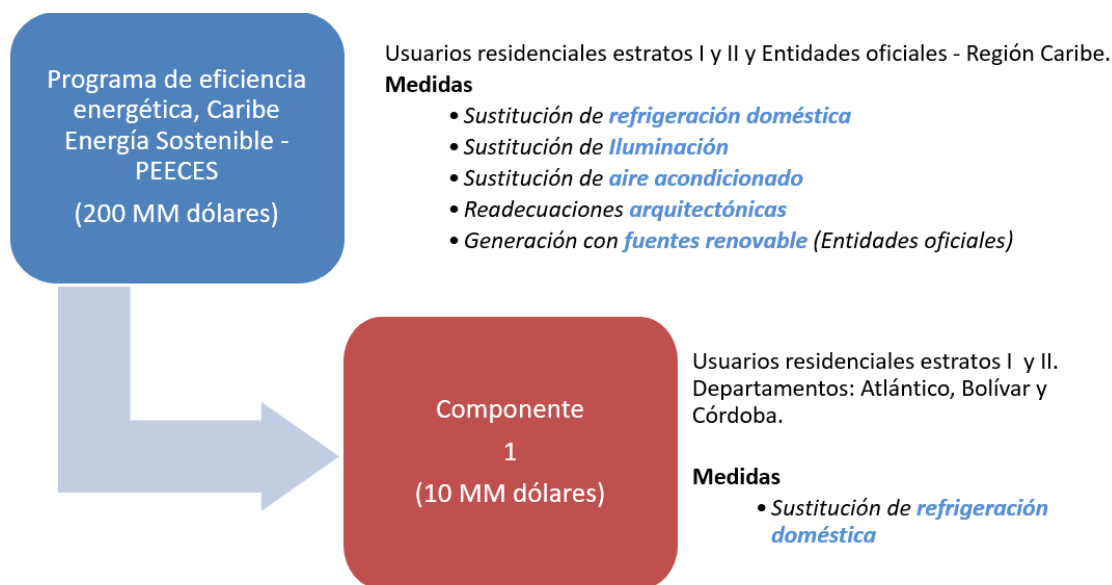 Programa de eficiencia
energética, Caribe
Energía Sostenible -
PEECES
(200 MM dólares)
Usuarios residenciales estratos I y II y Entidades oficiales - Región Caribe.
Medidas
• Sustitución de refrigeración doméstica
• Sustitución de Iluminación
• Sustitución de aire acondicionado
• Readecuaciones arquitectónicas
• Generación con fuentes renovable (Entidades oficiales)
Componente
1
(10 MM dólares)
Usuarios residenciales estratos I y II.
Departamentos: Atlántico, Bolívar y
Córdoba.
Medidas
• Sustitución de refrigeración
doméstica